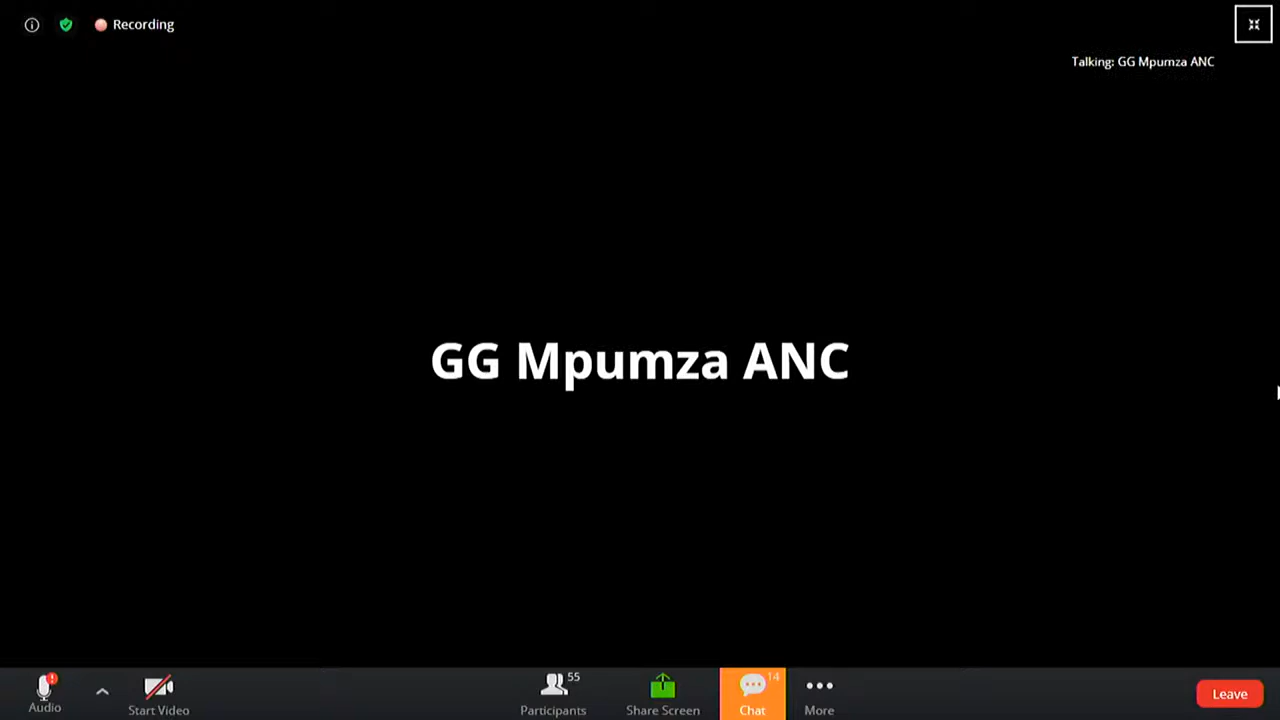 Recording
Talking: GG Mpumza ANC
GG Mpumza ANC
55
14
Audio
Start Video
Participants
Share Screen
Chat
More
Leave